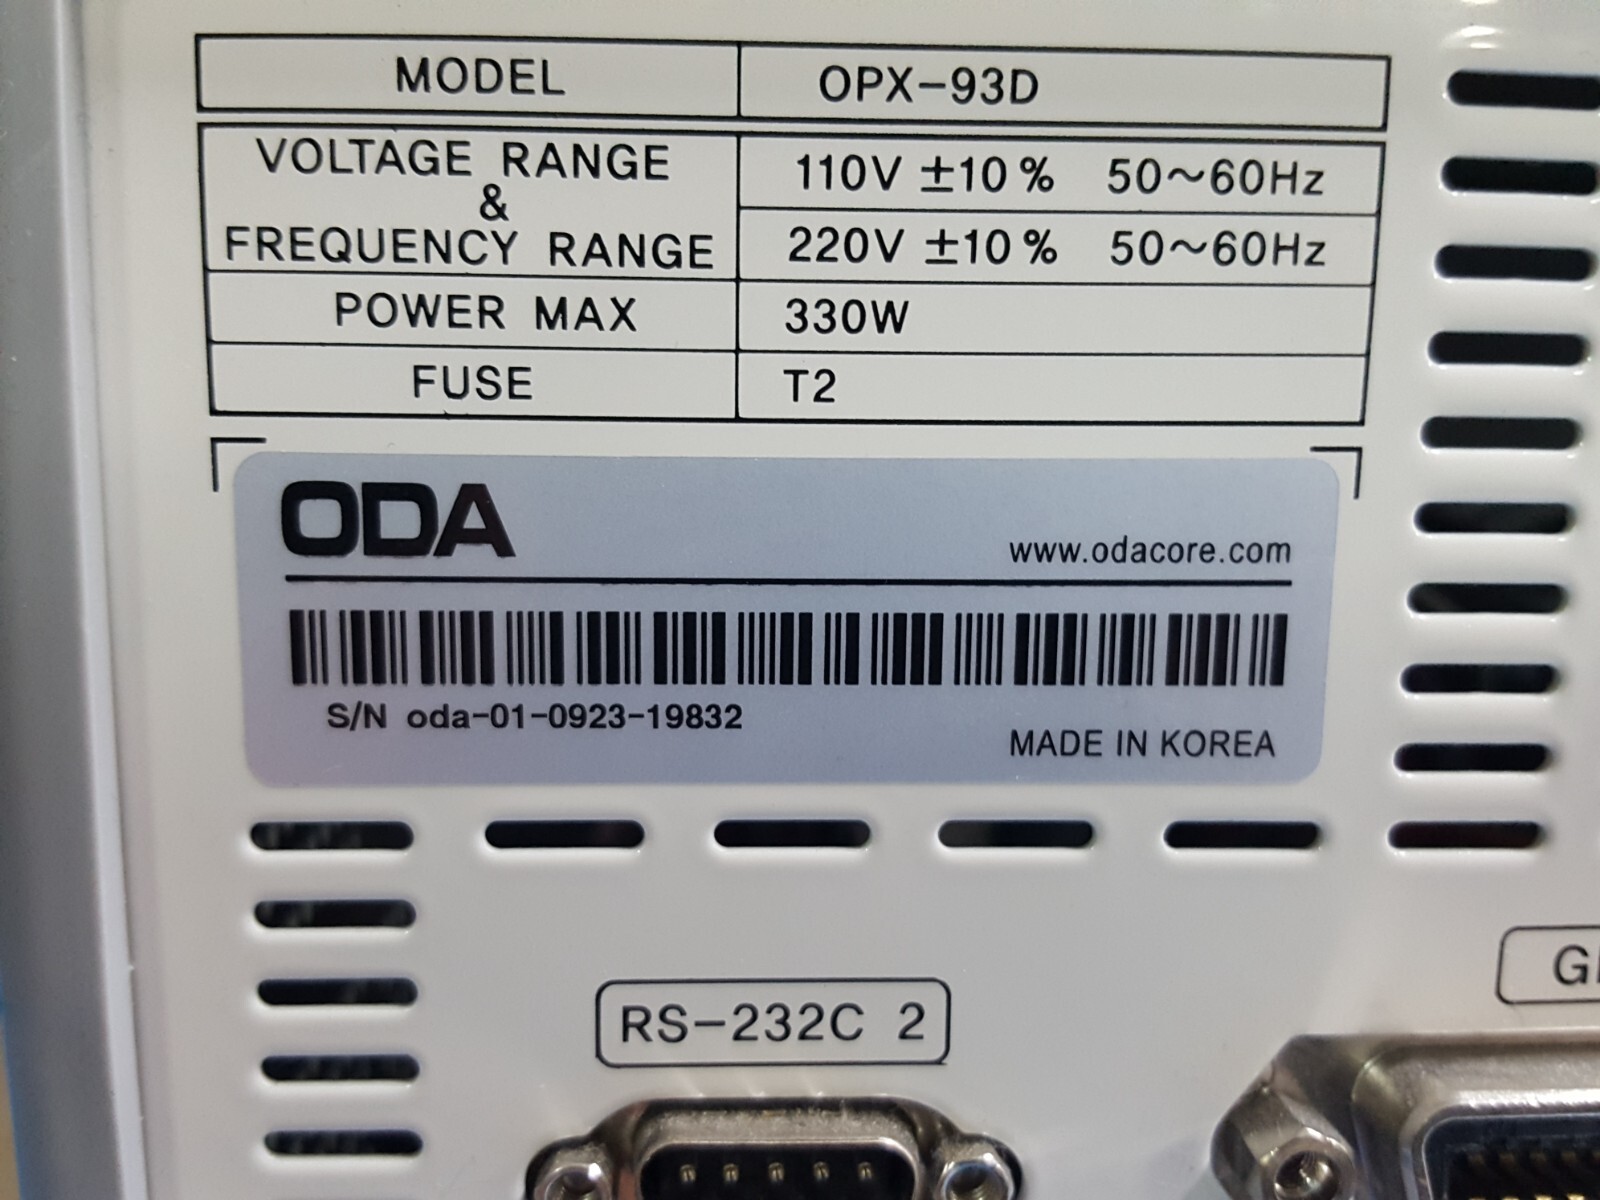 MODEL OPX-93D
VOLTAGE RANGE & FREQUENCY RANGE
110V ±10 % 50~60Hz
220V ±10 % 50~60Hz
POWER MAX 330W
FUSE T2
ODA
www.odacore.com
S/N oda-01-0923-19832
MADE IN KOREA
RS-232C 2